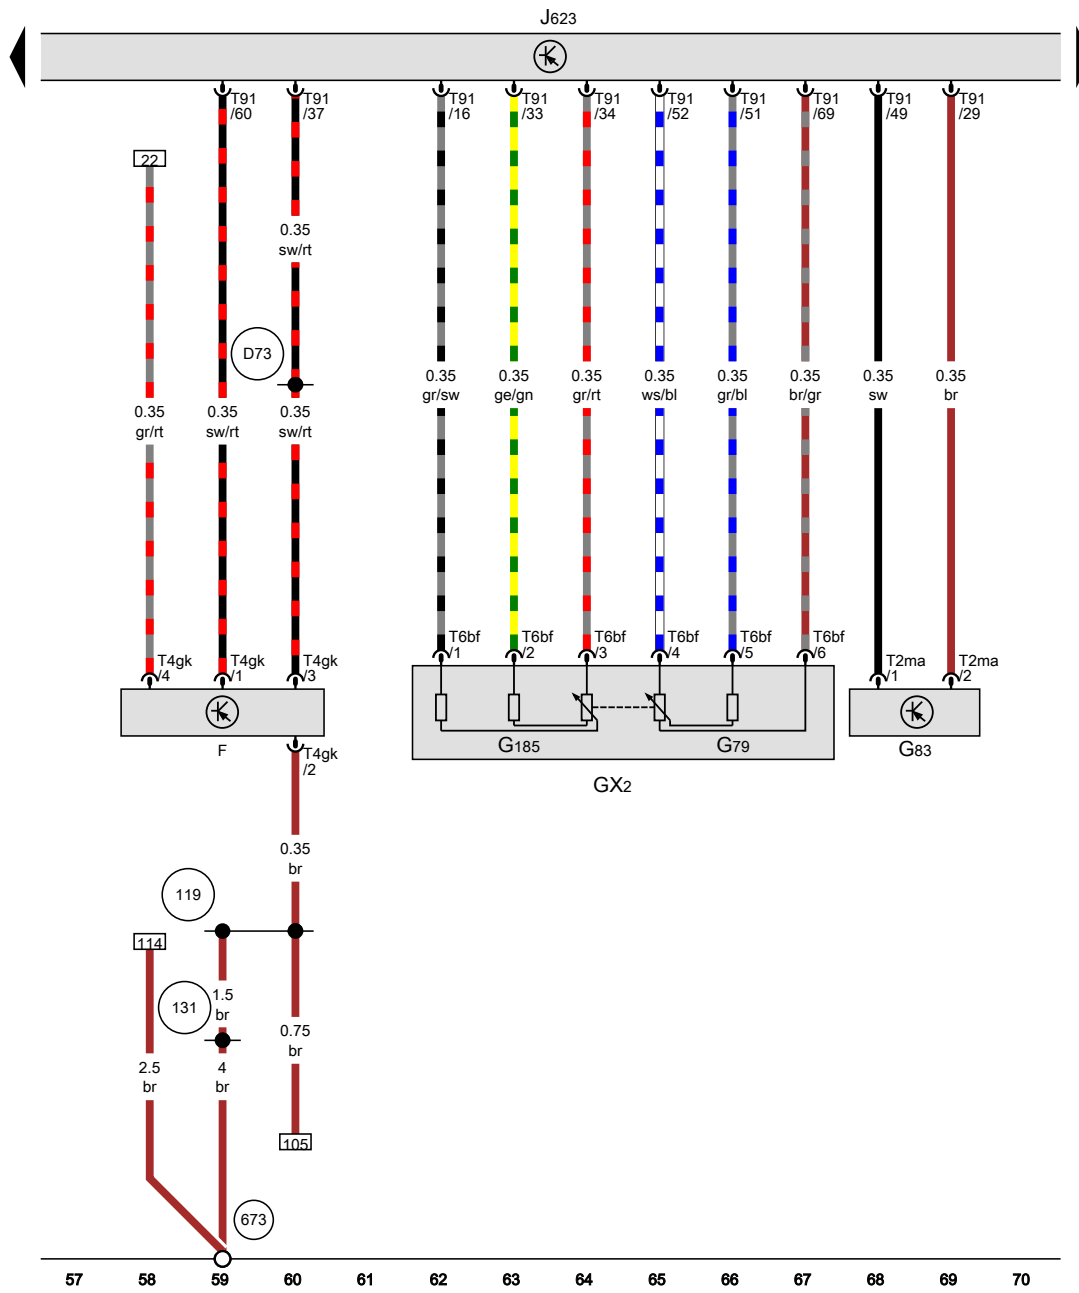 J623
T91 T91 T91 T91 T91 T91 T91 T91 T91 T91
/60 /37 /16 /33 /34 /52 /51 /69 /49 /29
22
0.35
sw/rt
D73
0.35 0.35 0.35 0.35 0.35 0.35 0.35 0.35
gr/sw ge/gn gr/rt ws/bl gr/bl br/gr sw br
0.35 0.35 0.35
gr/rt sw/rt sw/rt
T6bf T6bf T6bf T6bf T6bf T6bf
/1 /2 /3 /4 /5 /6
T4gk T4gk T4gk T2ma T2ma
/4 /1 /3 /1 /2
F G185 G79 G83
T4gk
/2
GX2
0.35
br
119
114
131 1.5
br
0.75
br
2.5 4
br br
105
673
57 58 59 60 61 62 63 64 65 66 67 68 69 70